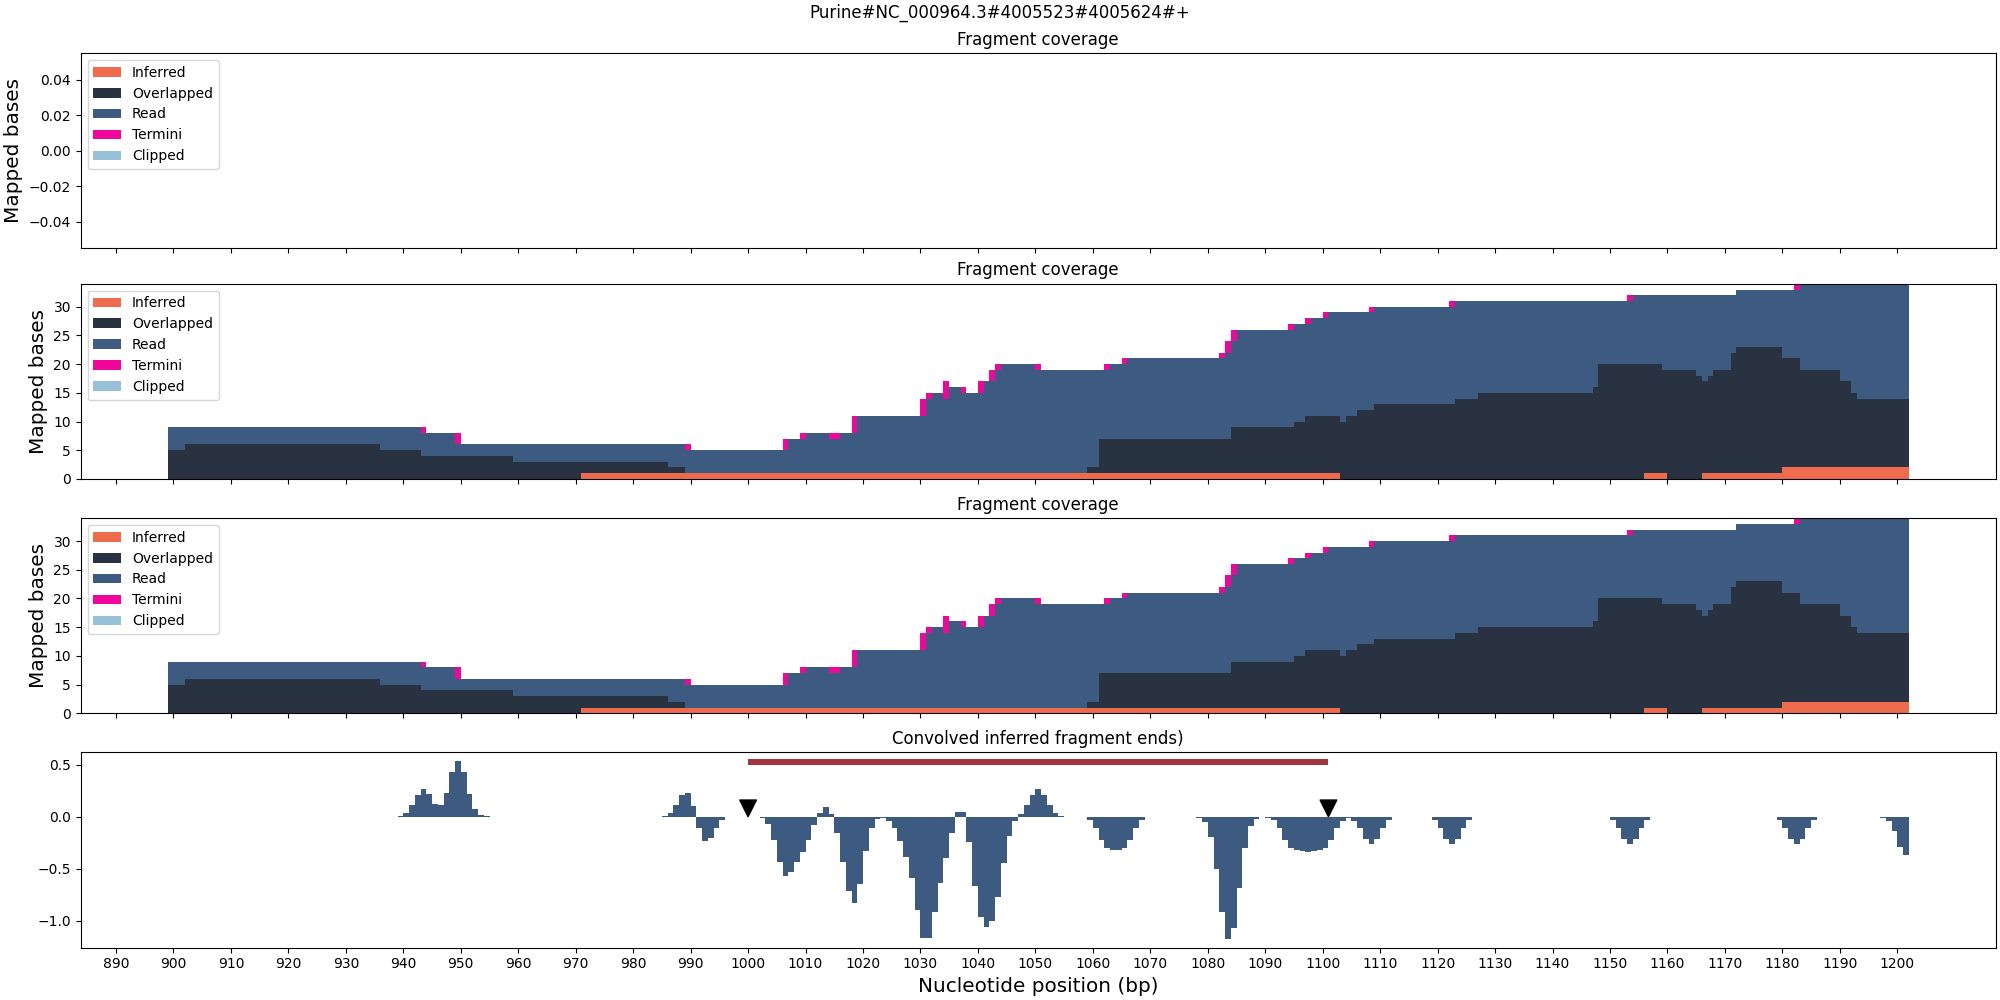 Purine#NC_000964.3#4005523#4005624#+
Fragment coverage
Mapped bases
0.04
0.02
0.00
−0.02
−0.04
Inferred
Overlapped
Read
Termini
Clipped
Fragment coverage
Mapped bases
30
25
20
15
10
5
0
Inferred
Overlapped
Read
Termini
Clipped
Fragment coverage
Mapped bases
30
25
20
15
10
5
0
Inferred
Overlapped
Read
Termini
Clipped
Convolved inferred fragment ends)
0.5
0.0
−0.5
−1.0
890 900 910 920 930 940 950 960 970 980 990 1000 1010 1020 1030 1040 1050 1060 1070 1080 1090 1100 1110 1120 1130 1140 1150 1160 1170 1180 1190 1200
Nucleotide position (bp)